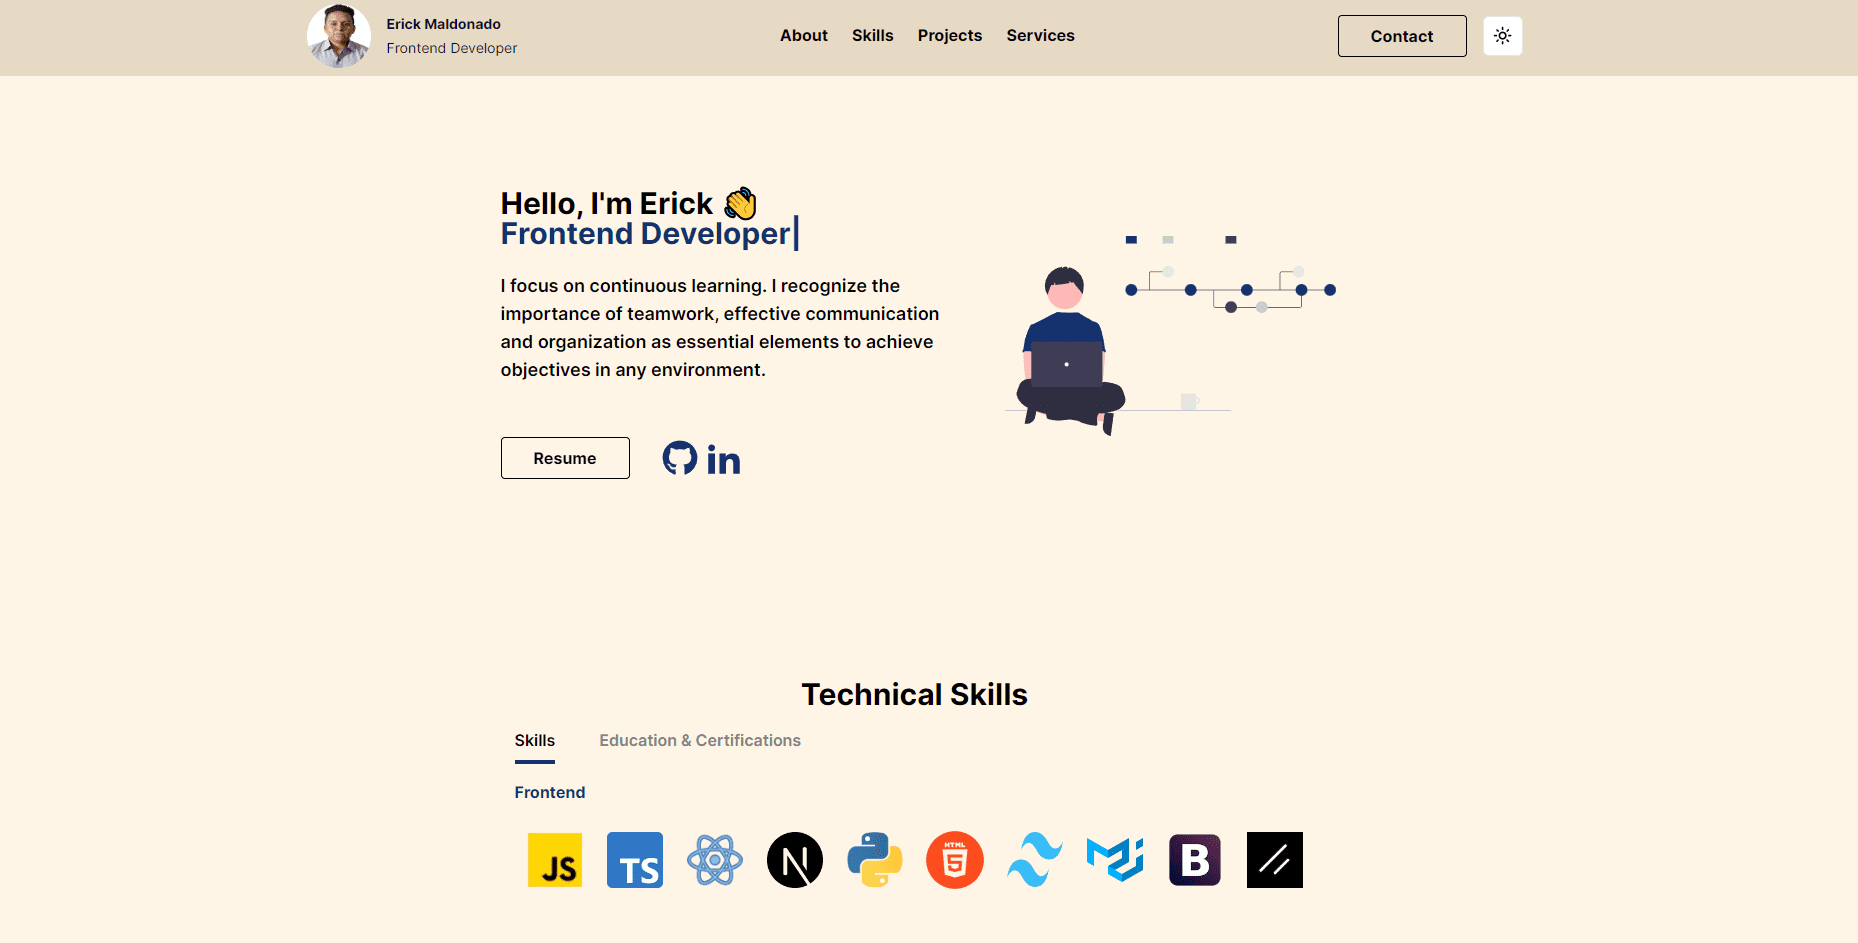 Erick Maldonado
Frontend Developer
About
Skills
Projects
Services
Contact
Hello, I'm Erick 👋
Frontend Developer|
I focus on continuous learning. I recognize the
importance of teamwork, effective communication
and organization as essential elements to achieve
objectives in any environment.
Resume
in
Technical Skills
Skills
Education & Certifications
Frontend
JS
TS
N
HTML
5
B